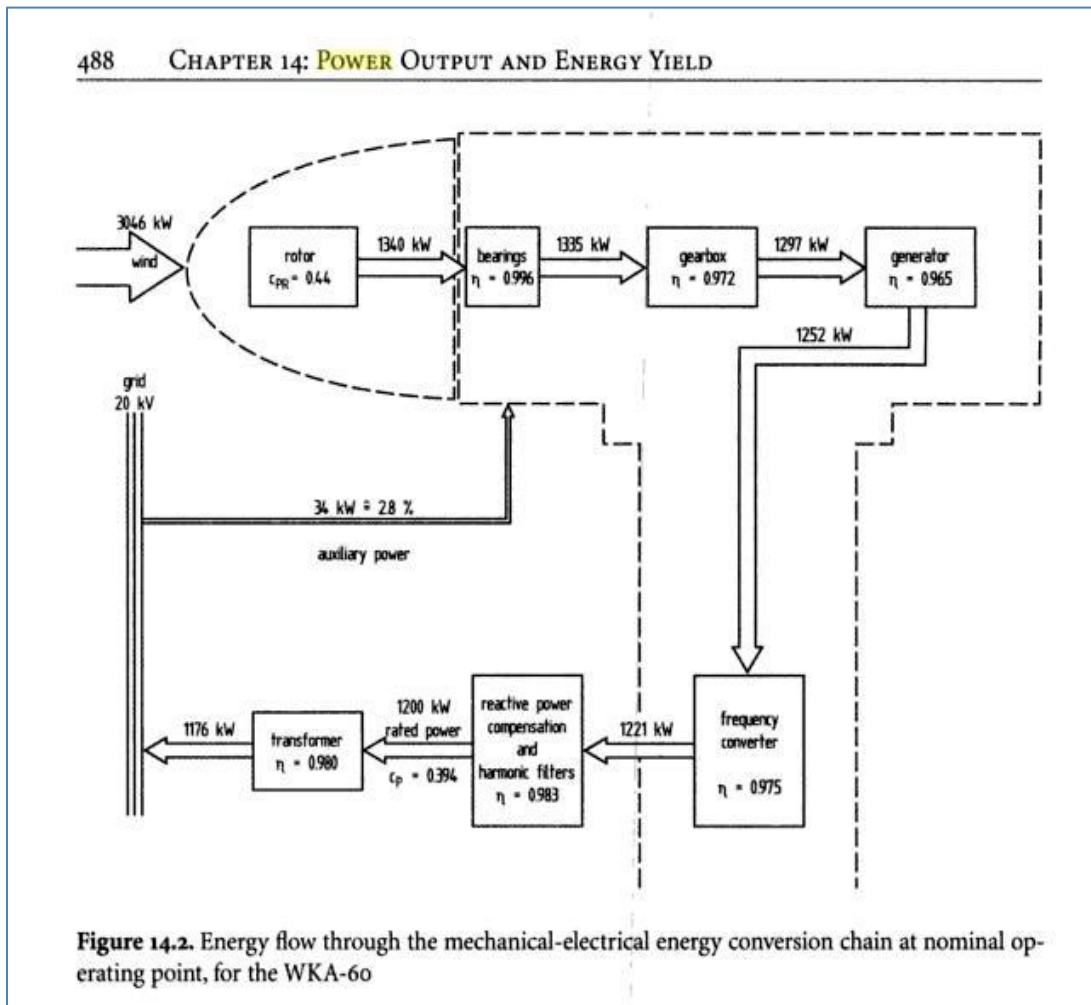 488 CHAPTER 14: POWER OUTPUT AND ENERGY YIELD
3046 kW
wind
rotor
cPR = 0.44
1340 kW
bearings
η = 0.996
1335 kW
gearbox
η = 0.972
1297 kW
generator
η = 0.965
1252 kW
grid
20 kV
34 kW ≙ 2.8 %
auxiliary power
1176 kW
transformer
η = 0.980
1200 kW
rated power
cP = 0.394
reactive power
compensation
and
harmonic filters
η = 0.983
1221 kW
frequency
converter
η = 0.975
Figure 14.2. Energy flow through the mechanical-electrical energy conversion chain at nominal op-
erating point, for the WKA-60